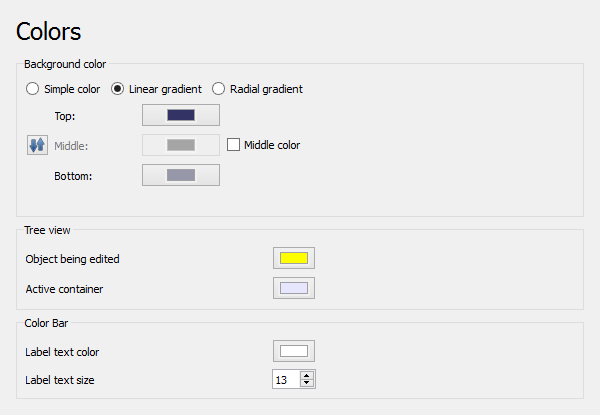 Colors
Background color
Simple color Linear gradient Radial gradient
Top:
Middle: Middle color
Bottom:
Tree view
Object being edited
Active container
Color Bar
Label text color
Label text size 13